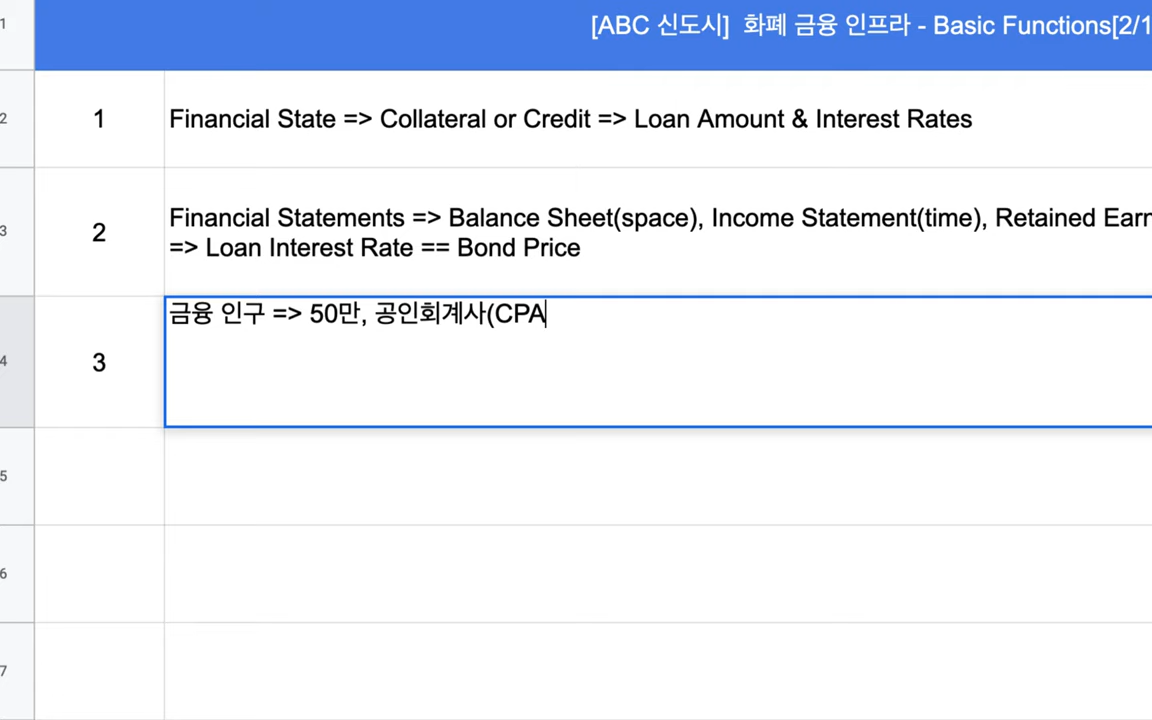 1
[ABC 신도시] 화폐 금융 인프라 - Basic Functions[2/1
2
1
Financial State => Collateral or Credit => Loan Amount & Interest Rates
3
2
Financial Statements => Balance Sheet(space), Income Statement(time), Retained Earn
=> Loan Interest Rate == Bond Price
4
3
금융 인구 => 50만, 공인회계사(CPA
5
6
7